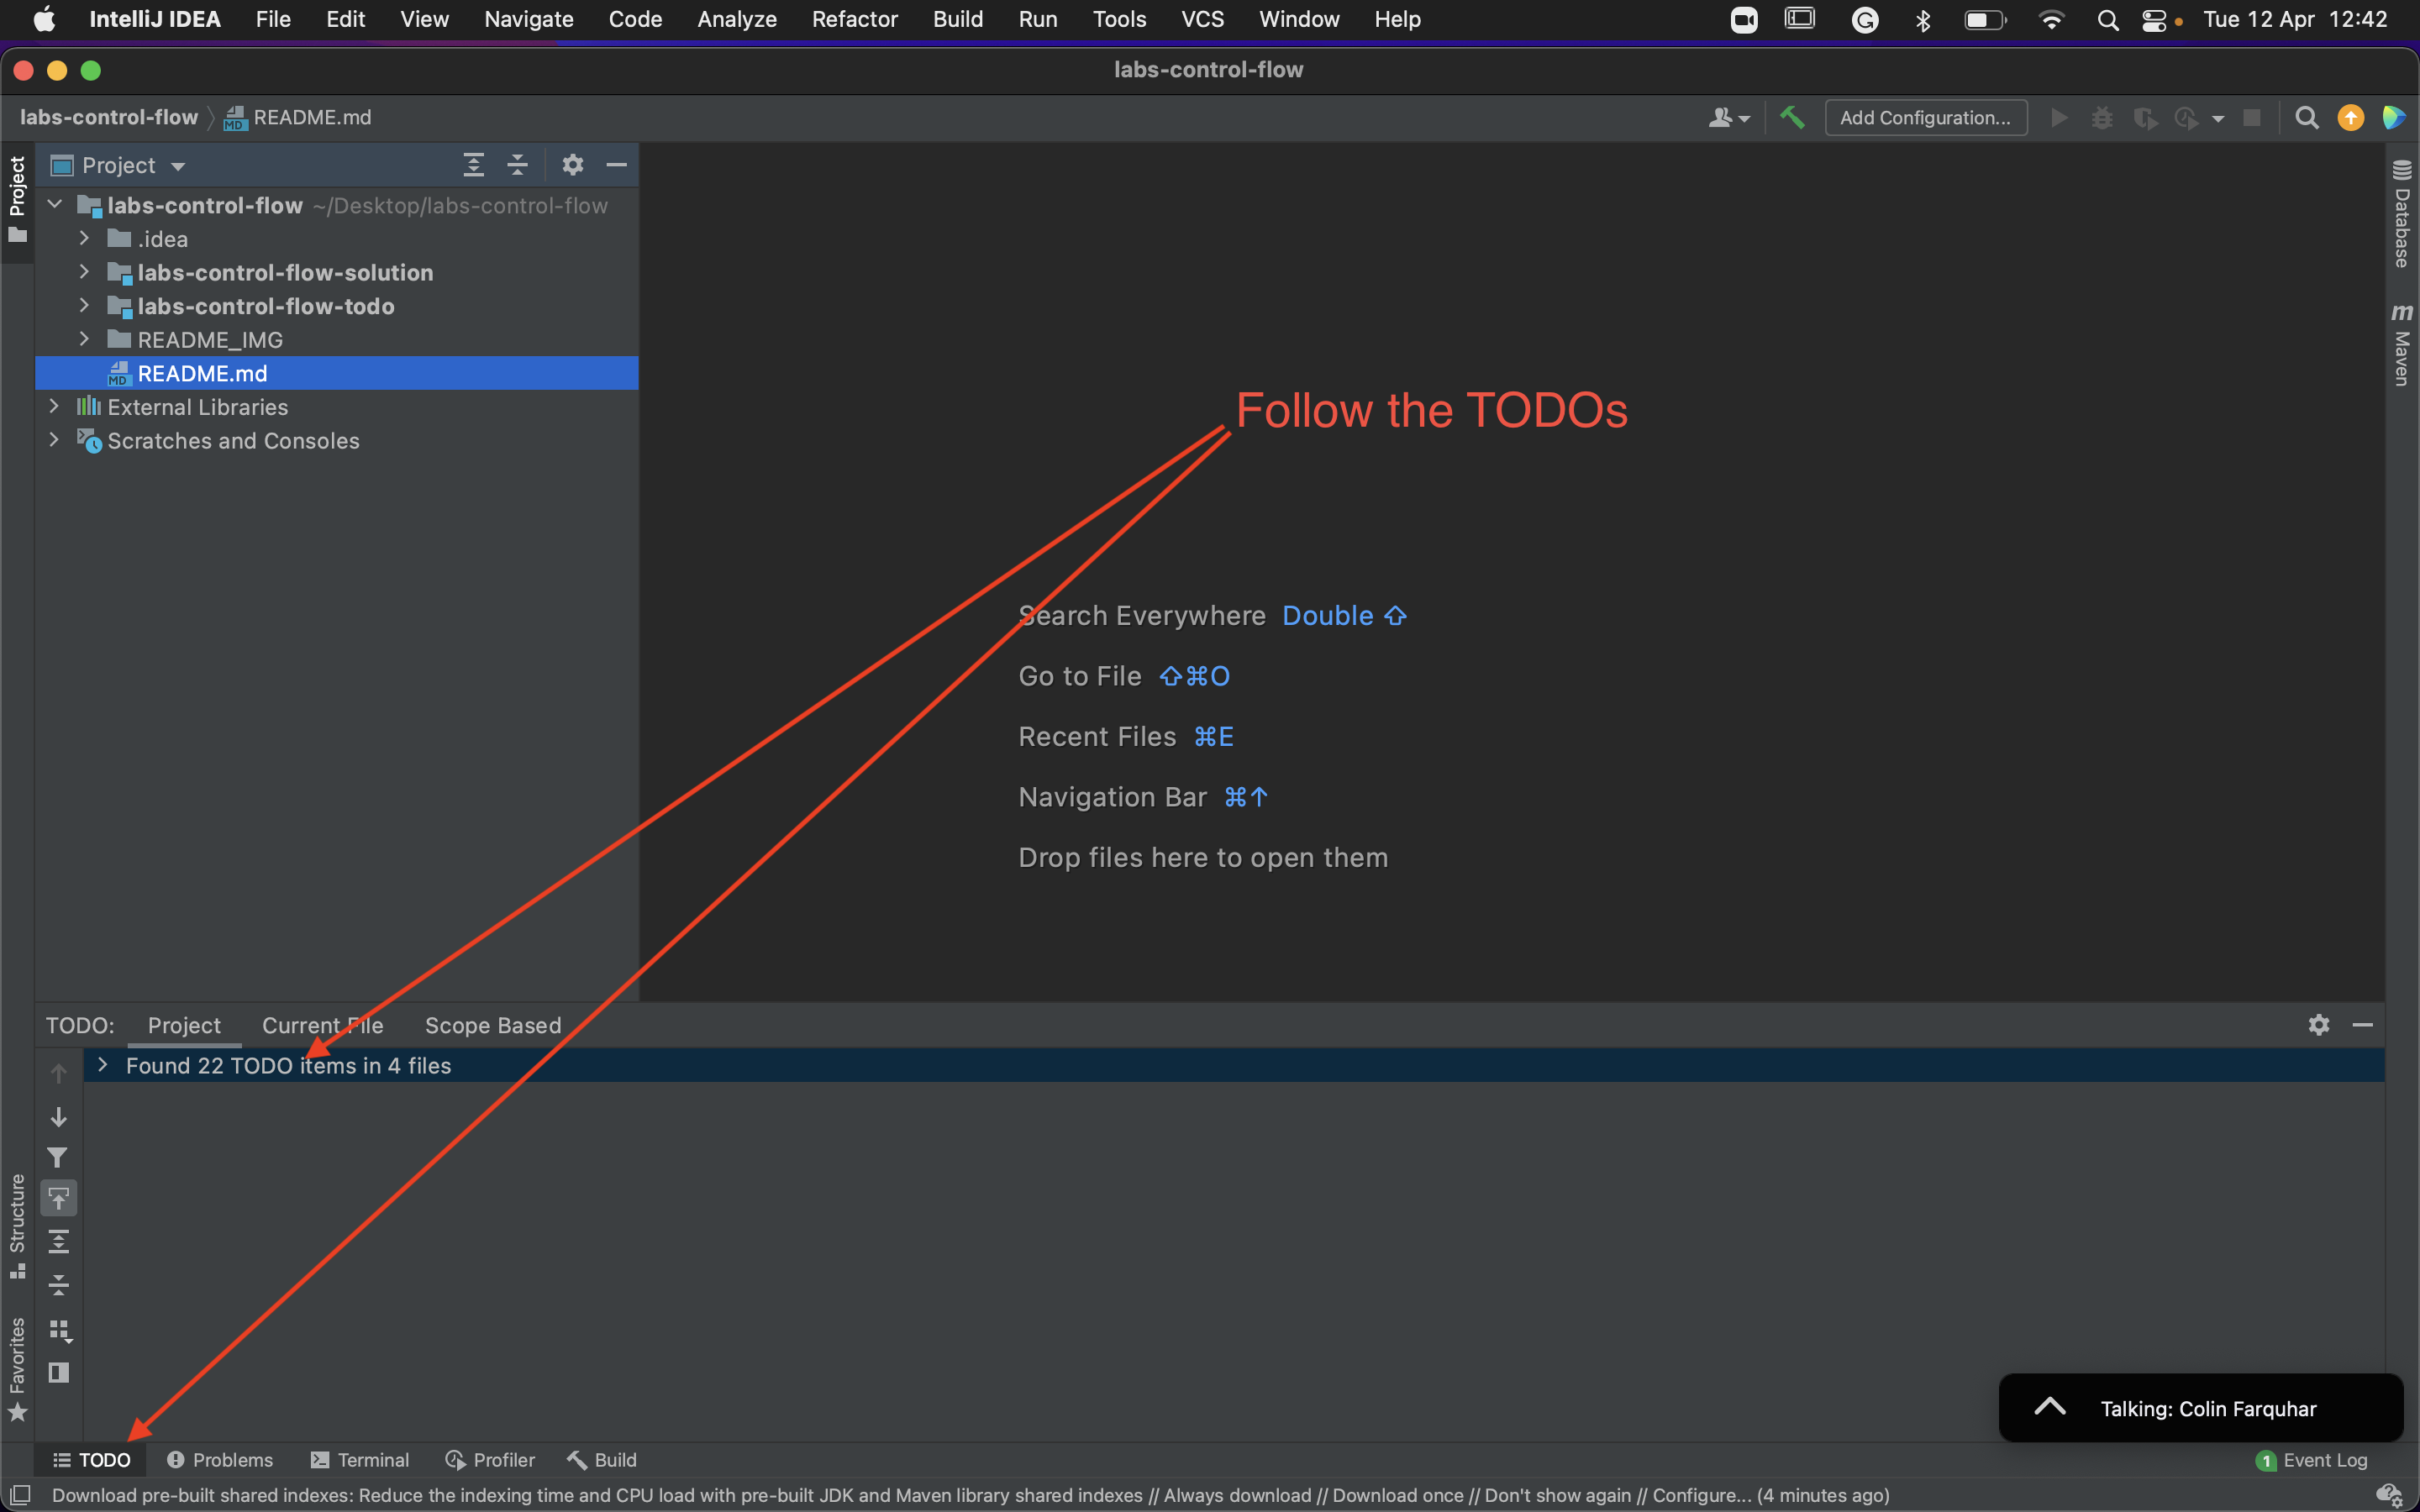 IntelliJ IDEA File Edit View Navigate Code Analyze Refactor Build Run Tools VCS Window Help Tue 12 Apr 12:42
labs-control-flow
labs-control-flow README.md Add Configuration...
Project
Project
labs-control-flow ~/Desktop/labs-control-flow
.idea
labs-control-flow-solution
labs-control-flow-todo
README_IMG
MD README.md
External Libraries
Scratches and Consoles
Database
m Maven
Follow the TODOs
Search Everywhere Double ⇧
Go to File ⇧⌘O
Recent Files ⌘E
Navigation Bar ⌘↑
Drop files here to open them
TODO: Project Current File Scope Based
Found 22 TODO items in 4 files
Structure
Favorites
Talking: Colin Farquhar
TODO Problems Terminal Profiler Build 1 Event Log
Download pre-built shared indexes: Reduce the indexing time and CPU load with pre-built JDK and Maven library shared indexes // Always download // Download once // Don't show again // Configure... (4 minutes ago)